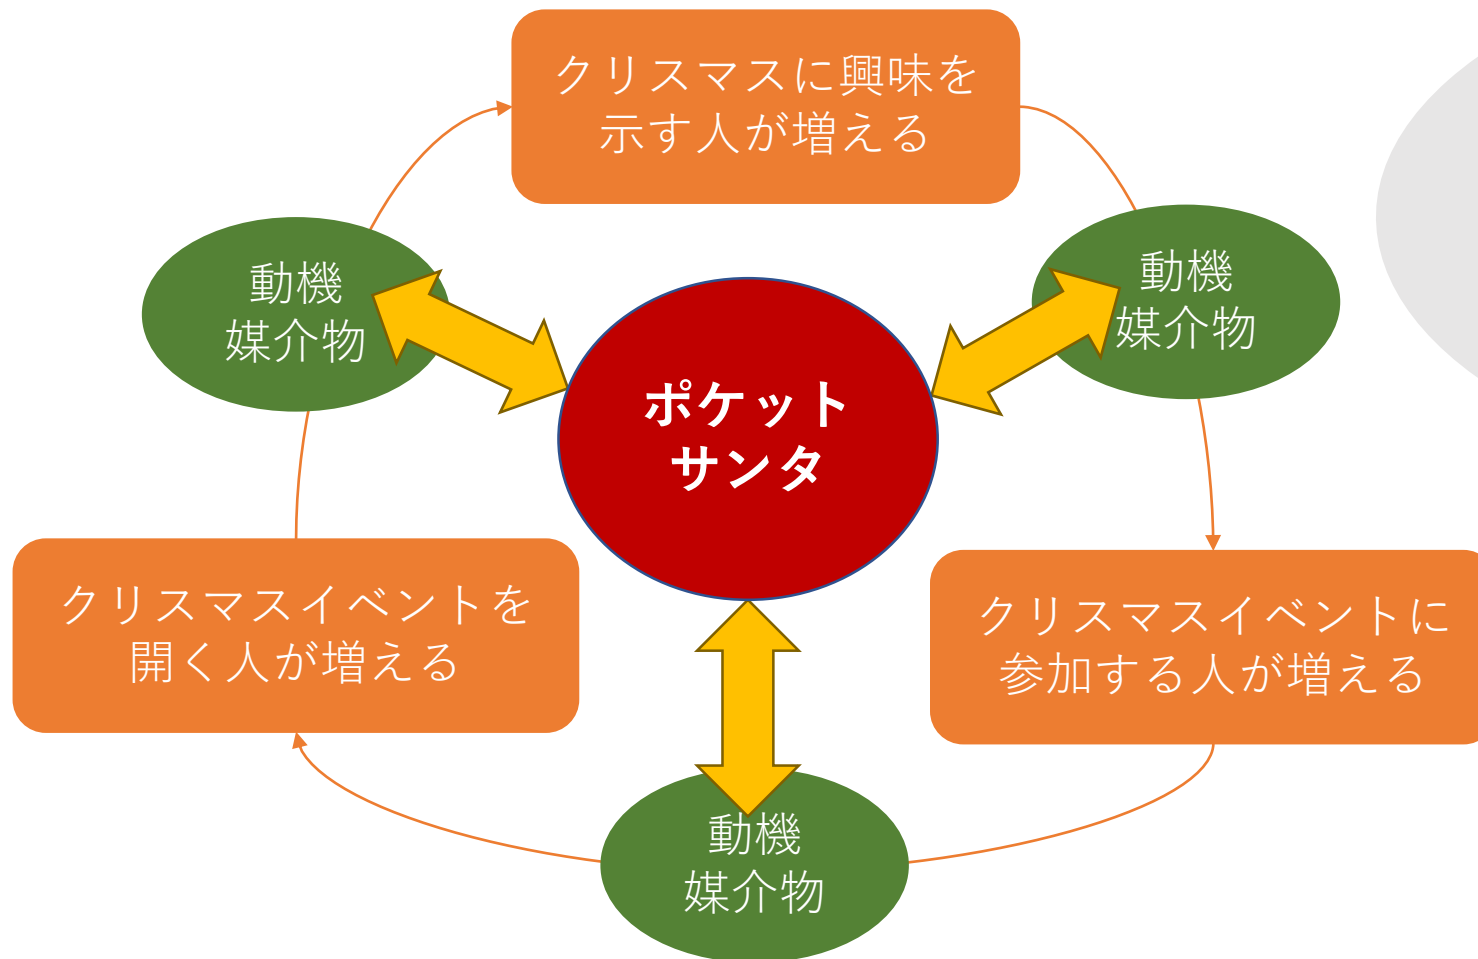 クリスマスに興味を
示す人が増える
動機
媒介物
動機
媒介物
ポケット
サンタ
クリスマスイベントを
開く人が増える
クリスマスイベントに
参加する人が増える
動機
媒介物